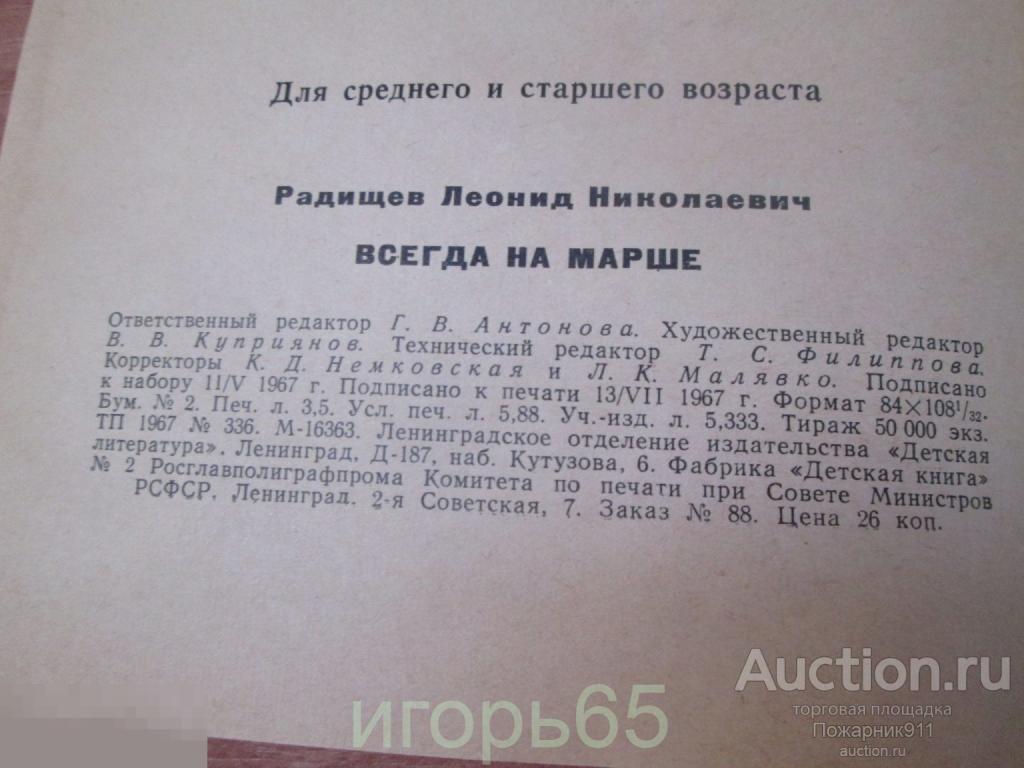 Для среднего и старшего возраста
Радищев Леонид Николаевич
ВСЕГДА НА МАРШЕ
Ответственный редактор Г. В. Антонова. Художественный редактор
В. В. Куприянов. Технический редактор Т. С. Филиппова.
Корректоры К. Д. Немковская и Л. К. Малявко. Подписано
к набору 11/V 1967 г. Подписано к печати 13/VII 1967 г. Формат 84×108¹/₃₂.
Бум. № 2. Печ. л. 3,5. Усл. печ. л. 5,88. Уч.-изд. л. 5,333. Тираж 50 000 экз.
ТП 1967 № 336. М-16363. Ленинградское отделение издательства «Детская
литература». Ленинград, Д-187, наб. Кутузова, 6. Фабрика «Детская книга»
№ 2 Росглавполиграфпрома Комитета по печати при Совете Министров
РСФСР, Ленинград. 2-я Советская, 7. Заказ № 88. Цена 26 коп.
Auction.ru
торговая площадка
Пожарник911
auction.ru
игорь65